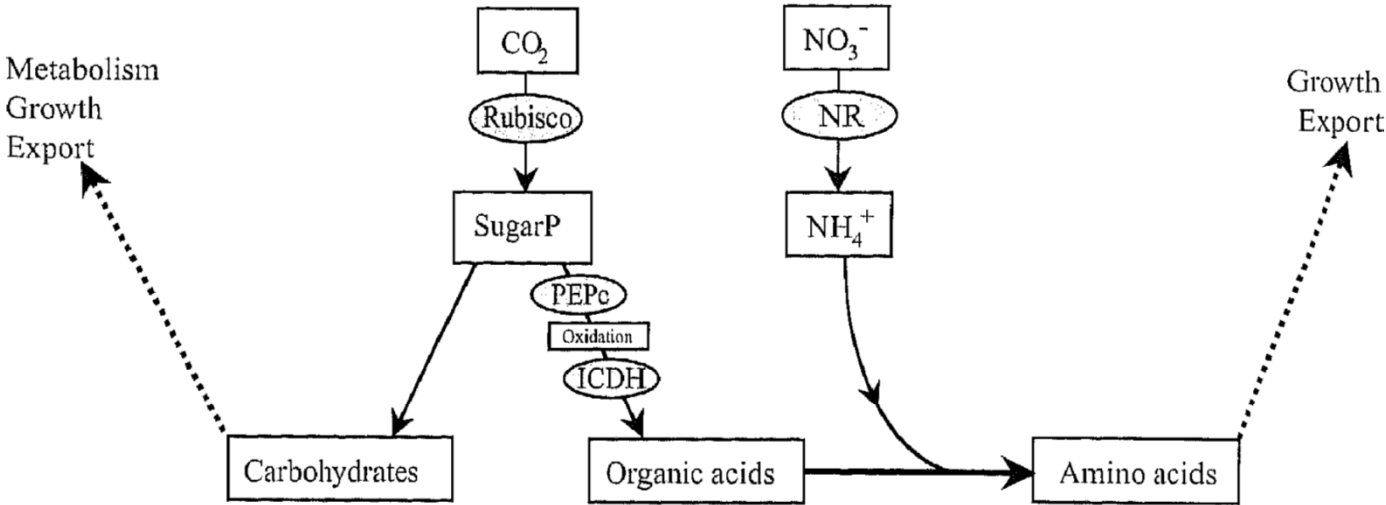 CO₂
NO₃⁻
Metabolism
Growth
Export
Growth
Export
Rubisco
NR
SugarP
NH₄⁺
PEPc
Oxidation
ICDH
Carbohydrates
Organic acids
Amino acids